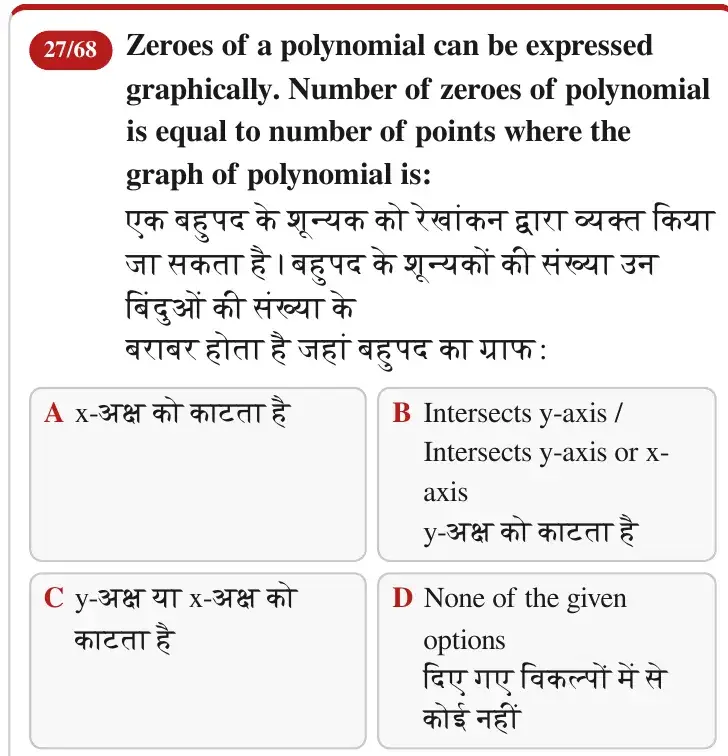 27/68 Zeroes of a polynomial can be expressed
graphically. Number of zeroes of polynomial
is equal to number of points where the
graph of polynomial is:
एक बहुपद के शून्यक को रेखांकन द्वारा व्यक्त किया
जा सकता है। बहुपद के शून्यकों की संख्या उन
बिंदुओं की संख्या के
बराबर होता है जहां बहुपद का ग्राफ :
A x-अक्ष को काटता है
B Intersects y-axis /
Intersects y-axis or x-
axis
y-अक्ष को काटता है
C y-अक्ष या x-अक्ष को
काटता है
D None of the given
options
दिए गए विकल्पों में से
कोई नहीं